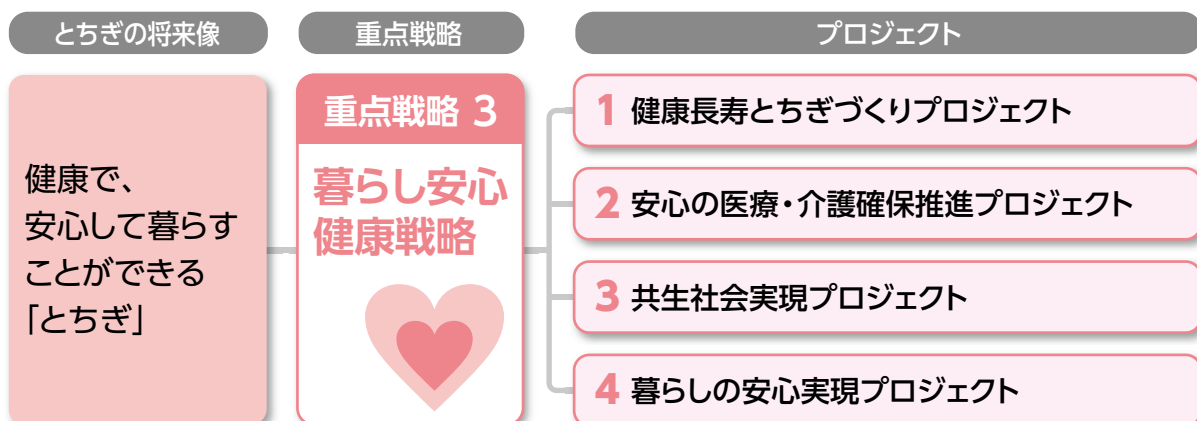 とちぎの将来像
重点戦略
プロジェクト
健康で、
安心して暮らす
ことができる
「とちぎ」
重点戦略 3
暮らし安心
健康戦略
1 健康長寿とちぎづくりプロジェクト
2 安心の医療・介護確保推進プロジェクト
3 共生社会実現プロジェクト
4 暮らしの安心実現プロジェクト